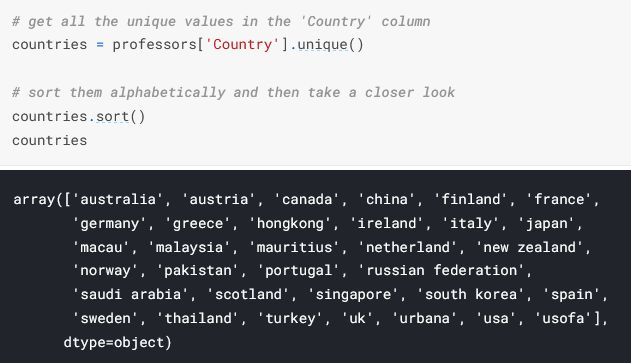 # get all the unique values in the 'Country' column
countries = professors['Country'].unique()
# sort them alphabetically and then take a closer look
countries.sort()
countries
array(['australia', 'austria', 'canada', 'china', 'finland', 'france',
'germany', 'greece', 'hongkong', 'ireland', 'italy', 'japan',
'macau', 'malaysia', 'mauritius', 'netherland', 'new zealand',
'norway', 'pakistan', 'portugal', 'russian federation',
'saudi arabia', 'scotland', 'singapore', 'south korea', 'spain',
'sweden', 'thailand', 'turkey', 'uk', 'urbana', 'usa', 'usofa'],
dtype=object)